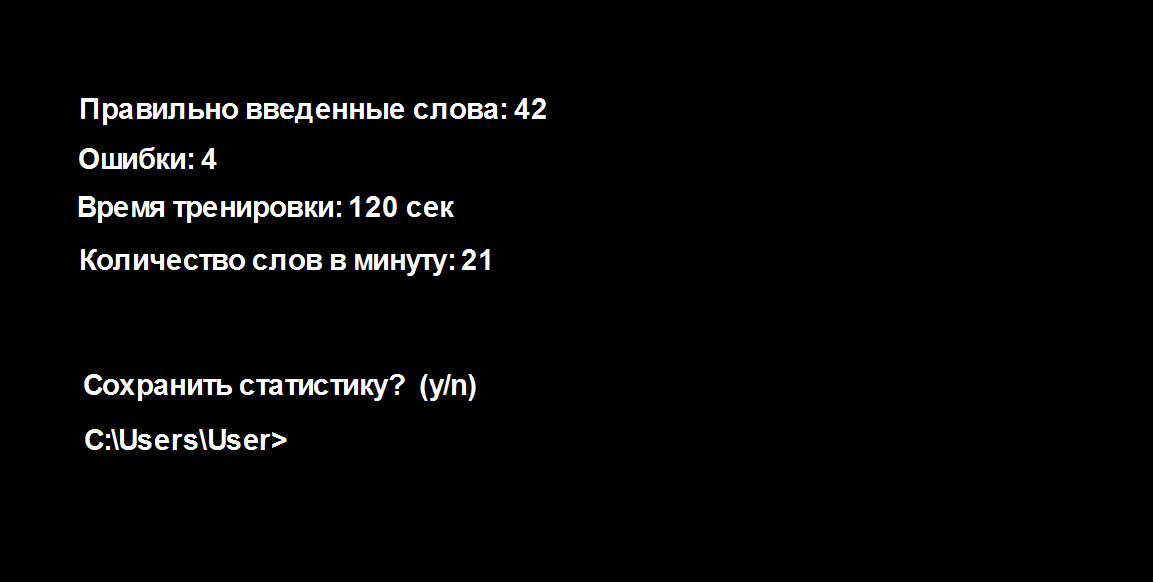 Правильно введенные слова: 42
Ошибки: 4
Время тренировки: 120 сек
Количество слов в минуту: 21
Сохранить статистику? (y/n)
C:\Users\User>